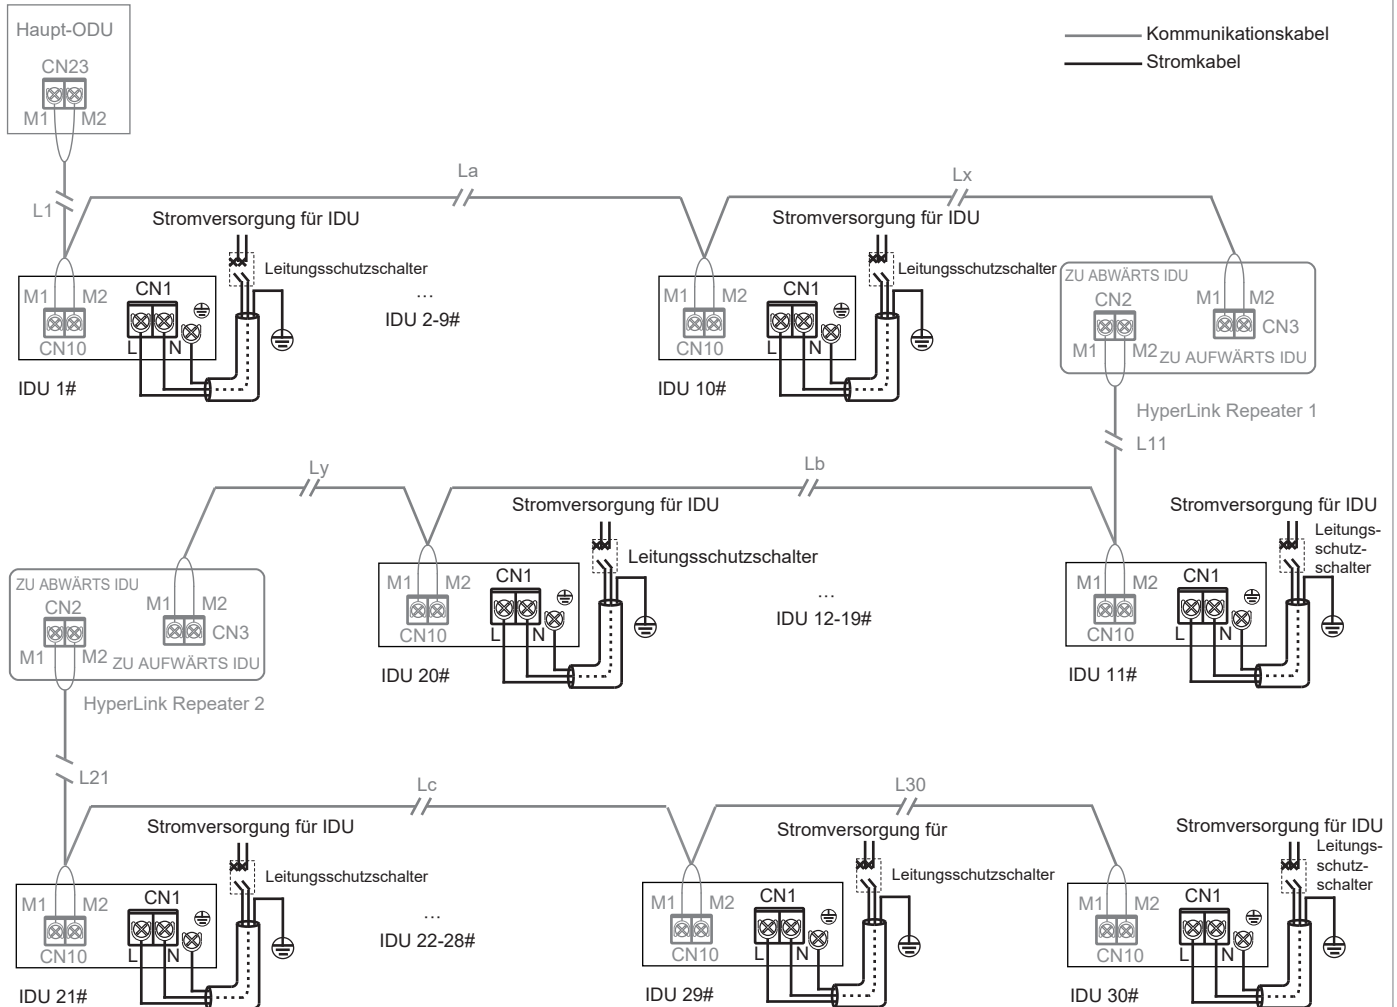 Haupt-ODU
CN23
M1 M2
Kommunikationskabel
Stromkabel
L1
La
Lx
Stromversorgung für IDU
Leitungsschutzschalter
M1 M2
CN1
CN10
L N
IDU 1#
...
IDU 2-9#
Stromversorgung für IDU
Leitungsschutzschalter
M1 M2
CN1
CN10
L N
IDU 10#
ZU ABWÄRTS IDU
CN2
M1 M2
M1 M2
CN3
ZU AUFWÄRTS IDU
HyperLink Repeater 1
L11
Ly
Lb
ZU ABWÄRTS IDU
CN2
M1 M2
M1 M2
CN3
ZU AUFWÄRTS IDU
HyperLink Repeater 2
Stromversorgung für IDU
Leitungsschutzschalter
M1 M2
CN1
CN10
L N
IDU 20#
...
IDU 12-19#
Stromversorgung für IDU
Leitungs-
schutz-
schalter
M1 M2
CN1
CN10
L N
IDU 11#
L21
Lc
L30
Stromversorgung für IDU
Leitungsschutzschalter
M1 M2
CN1
CN10
L N
IDU 21#
...
IDU 22-28#
Stromversorgung für
Leitungsschutzschalter
M1 M2
CN1
CN10
L N
IDU 29#
Stromversorgung für IDU
Leitungs-
schutz-
schalter
M1 M2
CN1
CN10
L N
IDU 30#